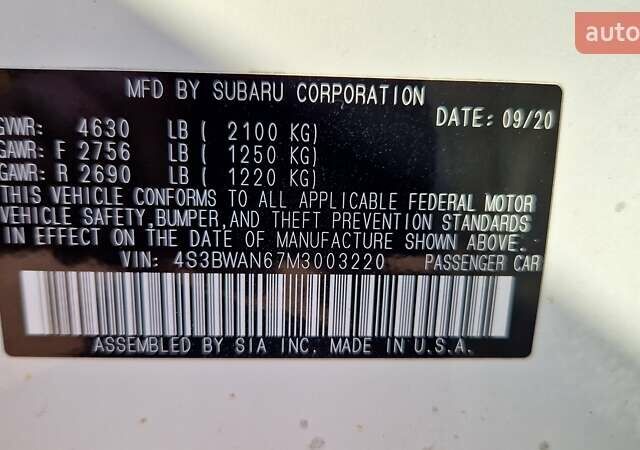 auto
MFD BY SUBARU CORPORATION
DATE: 09/20
GVWR: 4630 LB ( 2100 KG)
GAWR: F 2756 LB ( 1250 KG)
GAWR: R 2690 LB ( 1220 KG)
THIS VEHICLE CONFORMS TO ALL APPLICABLE FEDERAL MOTOR
VEHICLE SAFETY,BUMPER,AND THEFT PREVENTION STANDARDS
IN EFFECT ON THE DATE OF MANUFACTURE SHOWN ABOVE.
VIN: 4S3BWAN67M3003220 PASSENGER CAR
ASSEMBLED BY SIA INC. MADE IN U.S.A.